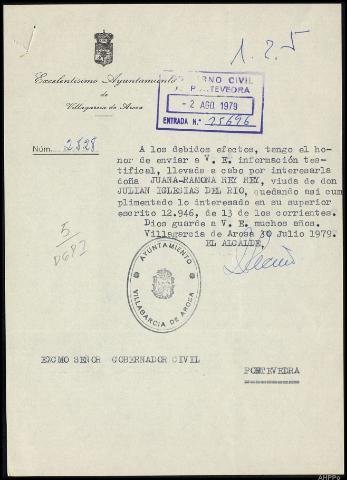 1.2.5
Excelentísimo Ayuntamiento
de
Villagarcía de Arosa
GOBIERNO CIVIL
PONTEVEDRA
- 2 AGO. 1979
ENTRADA N.º 25696
Núm. 2828
A los debidos efectos, tengo el ho-
nor de enviar a V. E. información tes-
tifical, llevada a cabo por interesarla
doña JUANA-RAMONA REY REY, viuda de don
JULIAN IGLESIAS DEL RIO, quedando así cum-
plimentado lo interesado en su superior
escrito 12.946, de 13 de los corrientes.
Dios guarde a V. E. muchos años.
Villagarcía de Arosa 30 Julio 1979.
EL ALCALDE,
5
AYUNTAMIENTO
VILLAGARCIA DE AROSA
EXCMO SEÑOR GOBERNADOR CIVIL
PONTEVEDRA
AHPPo